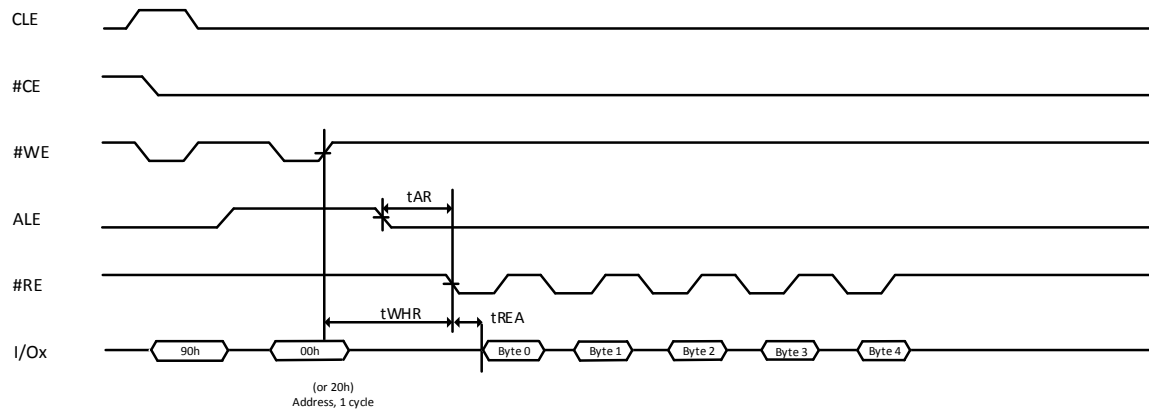 CLE
#CE
#WE
tAR
ALE
#RE
tWHR
tREA
I/Ox
90h
00h
Byte 0
Byte 1
Byte 2
Byte 3
Byte 4
(or 20h)
Address, 1 cycle